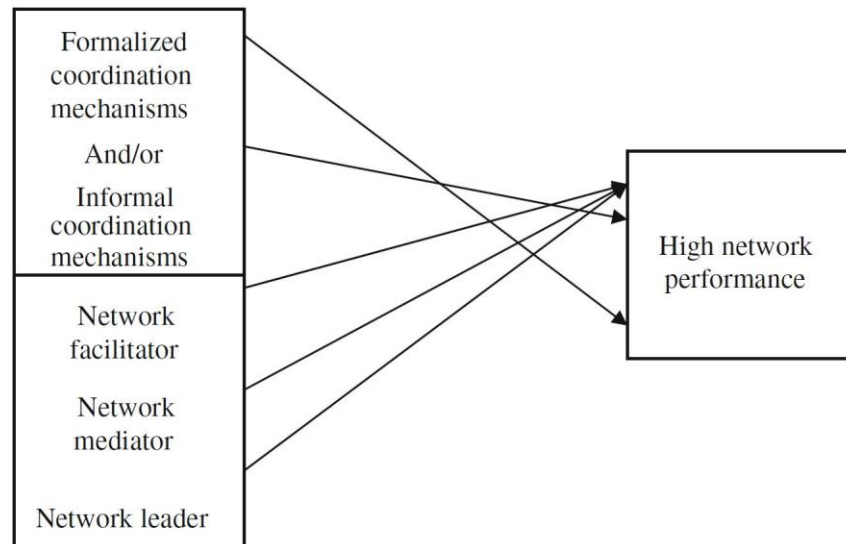 Formalized
coordination
mechanisms
And/or
Informal
coordination
mechanisms
Network
facilitator
Network
mediator
Network leader
High network
performance